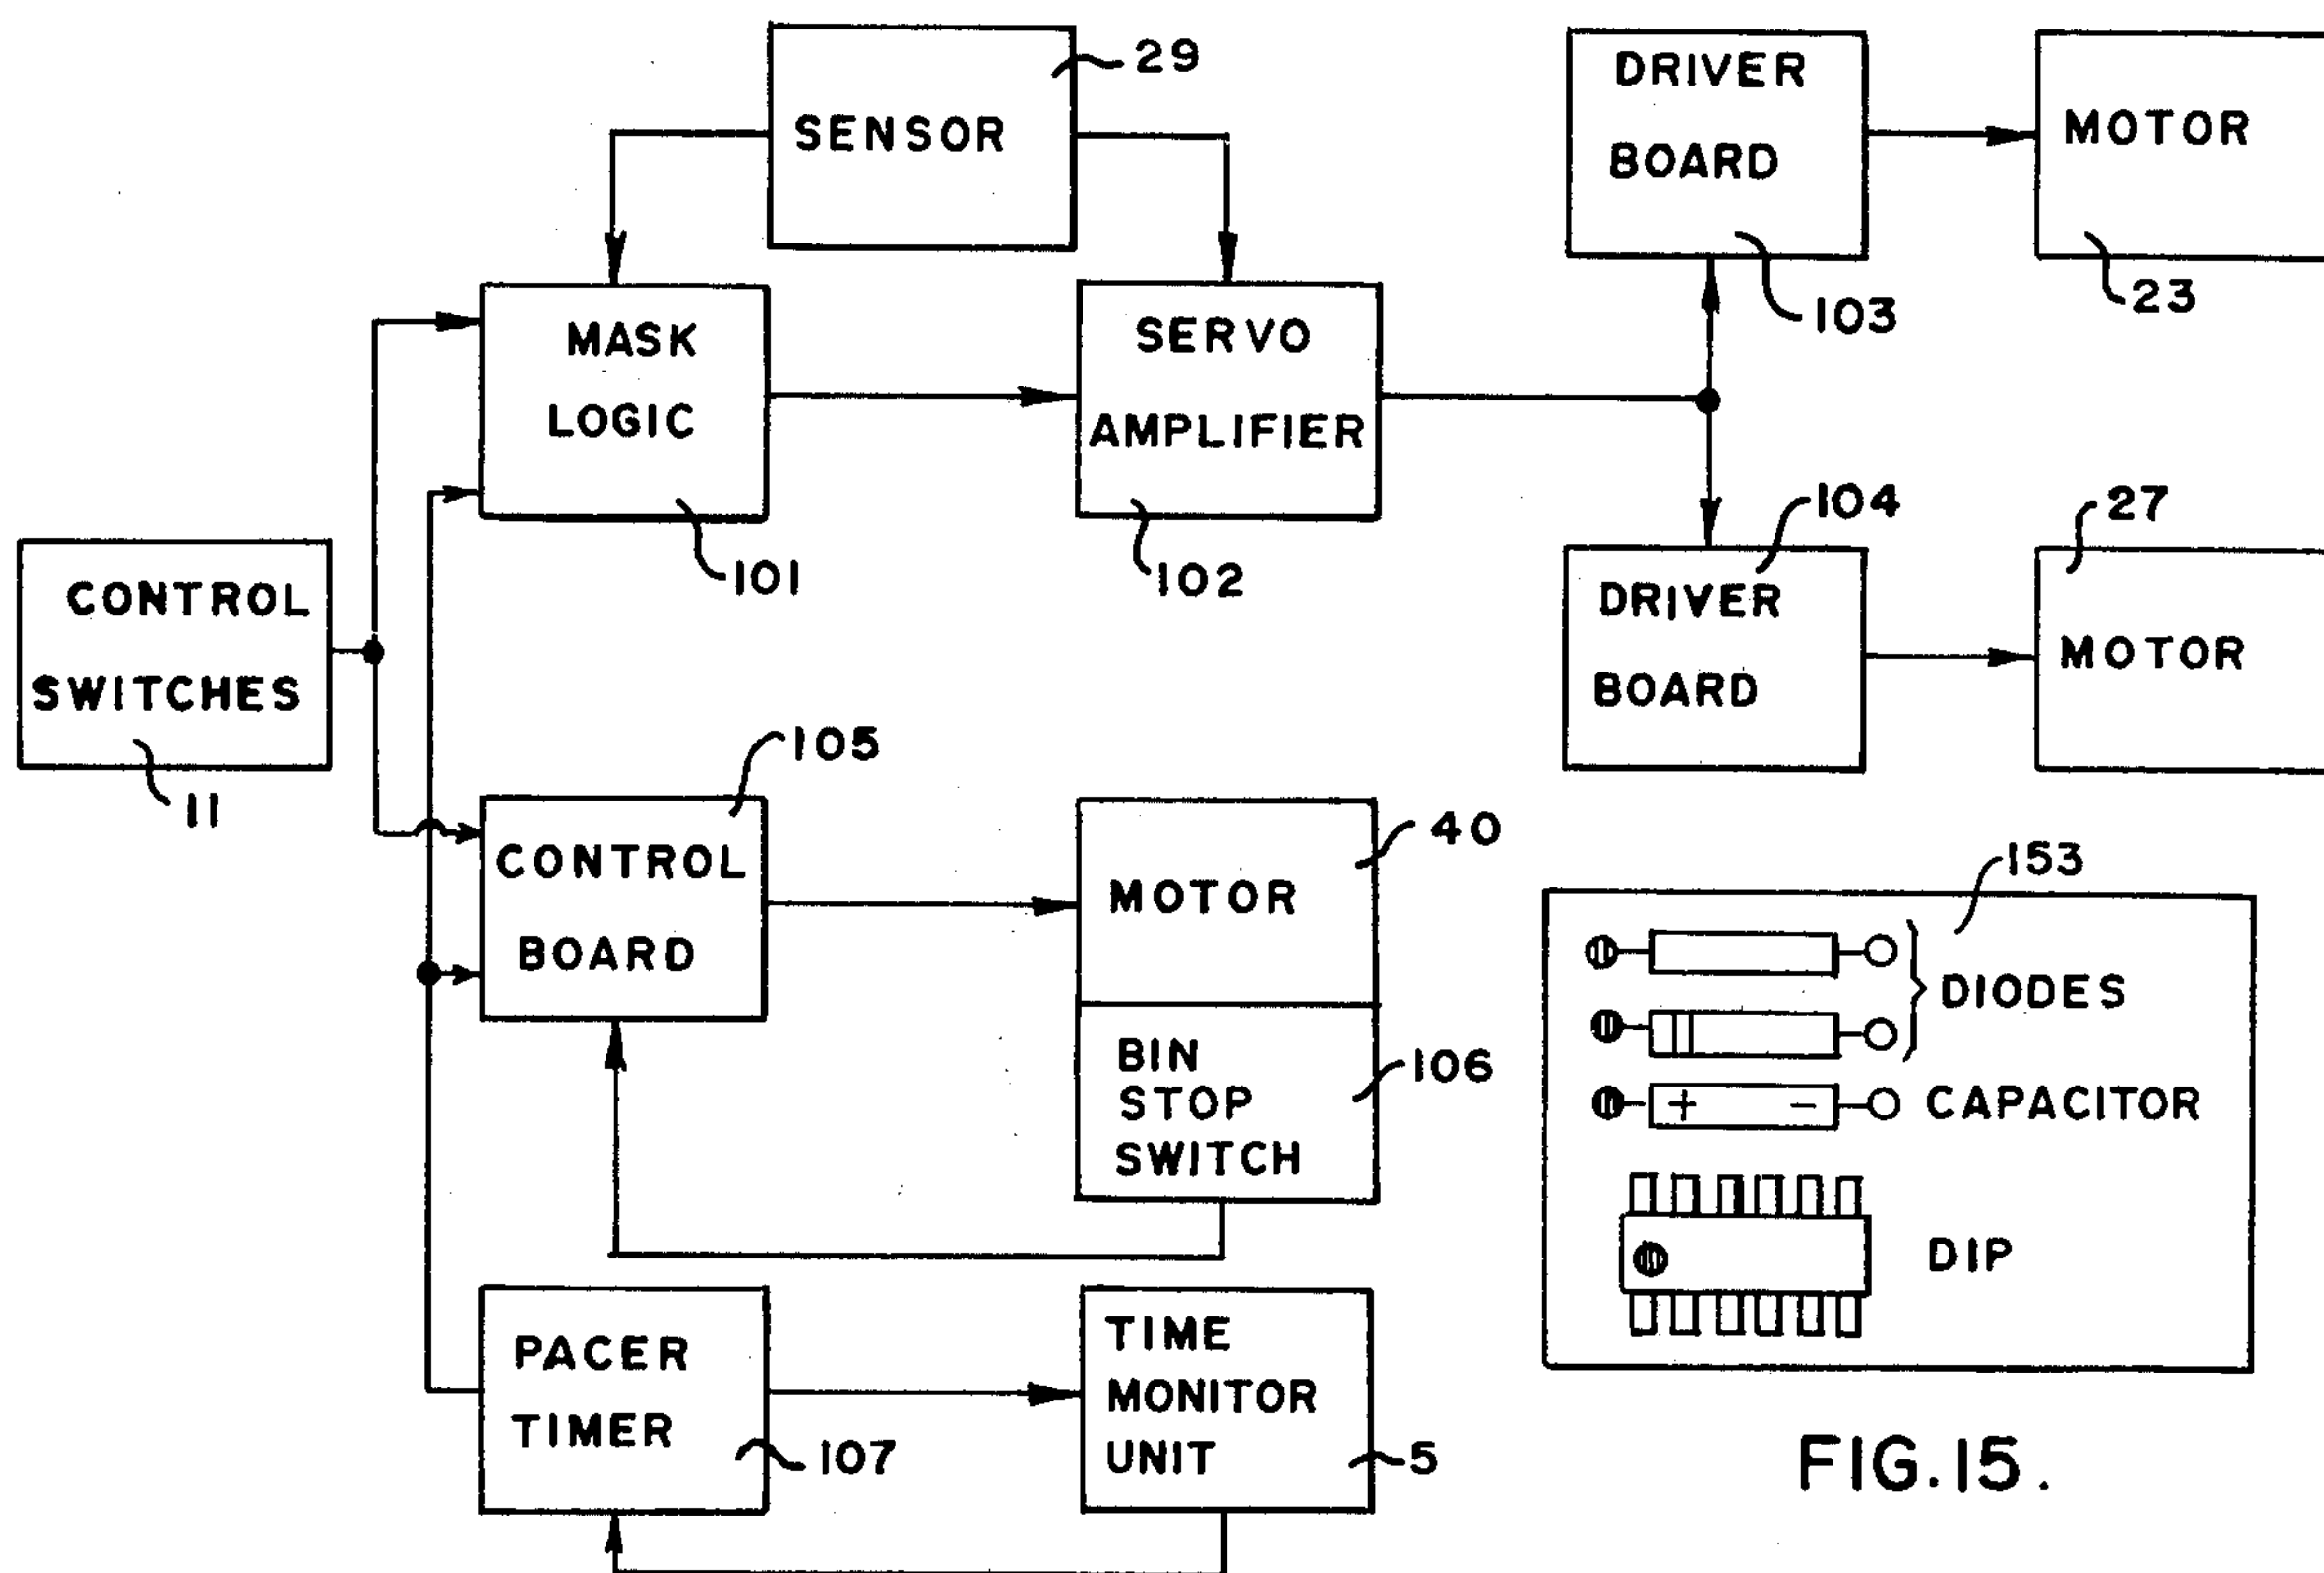 29
SENSOR
DRIVER
BOARD
103
MOTOR
23
MASK
LOGIC
101
SERVO
AMPLIFIER
102
104
DRIVER
BOARD
27
MOTOR
CONTROL
SWITCHES
11
105
CONTROL
BOARD
40
MOTOR
BIN
STOP
SWITCH
106
153
DIODES
+ -
CAPACITOR
DIP
PACER
TIMER
107
TIME
MONITOR
UNIT
5
FIG.15.